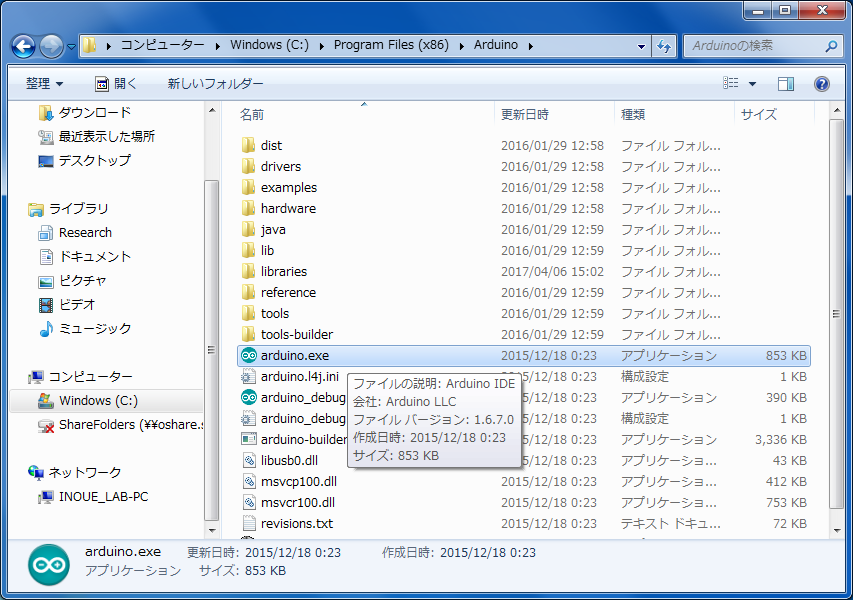 コンピューター ▸ Windows (C:) ▸ Program Files (x86) ▸ Arduino ▸
Arduinoの検索
整理 ▼ 開く 新しいフォルダー
ダウンロード
最近表示した場所
デスクトップ
ライブラリ
Research
ドキュメント
ピクチャ
ビデオ
ミュージック
コンピューター
Windows (C:)
ShareFolders (¥¥oshare.s
ネットワーク
INOUE_LAB-PC
名前 更新日時 種類 サイズ
dist 2016/01/29 12:58 ファイル フォル...
drivers 2016/01/29 12:58 ファイル フォル...
examples 2016/01/29 12:58 ファイル フォル...
hardware 2016/01/29 12:58 ファイル フォル...
java 2016/01/29 12:59 ファイル フォル...
lib 2016/01/29 12:59 ファイル フォル...
libraries 2017/04/06 15:02 ファイル フォル...
reference 2016/01/29 12:59 ファイル フォル...
tools 2016/01/29 12:59 ファイル フォル...
tools-builder 2016/01/29 12:59 ファイル フォル...
arduino.exe 2015/12/18 0:23 アプリケーション 853 KB
arduino.l4j.ini 2015/12/18 0:23 構成設定 1 KB
arduino_debug 2015/12/18 0:23 アプリケーション 390 KB
arduino_debug 2015/12/18 0:23 構成設定 1 KB
arduino-builder 2015/12/18 0:23 アプリケーション 3,336 KB
libusb0.dll 2015/12/18 0:23 アプリケーショ... 43 KB
msvcp100.dll 2015/12/18 0:23 アプリケーショ... 412 KB
msvcr100.dll 2015/12/18 0:23 アプリケーショ... 753 KB
revisions.txt 2015/12/18 0:23 テキスト ドキュ... 72 KB
ファイルの説明: Arduino IDE
会社: Arduino LLC
ファイル バージョン: 1.6.7.0
作成日時: 2015/12/18 0:23
サイズ: 853 KB
arduino.exe 更新日時: 2015/12/18 0:23 作成日時: 2015/12/18 0:23
アプリケーション サイズ: 853 KB